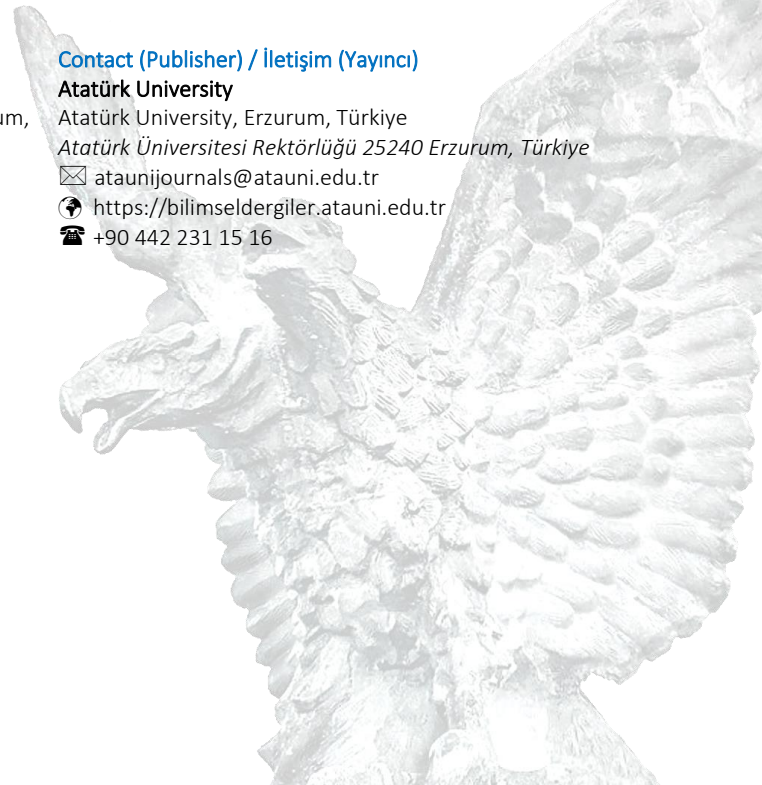 Contact (Publisher) / İletişim (Yayıncı)
Atatürk University
Atatürk University, Erzurum, Türkiye
Atatürk Üniversitesi Rektörlüğü 25240 Erzurum, Türkiye
ataunijournals@atauni.edu.tr
https://bilimseldergiler.atauni.edu.tr
+90 442 231 15 16